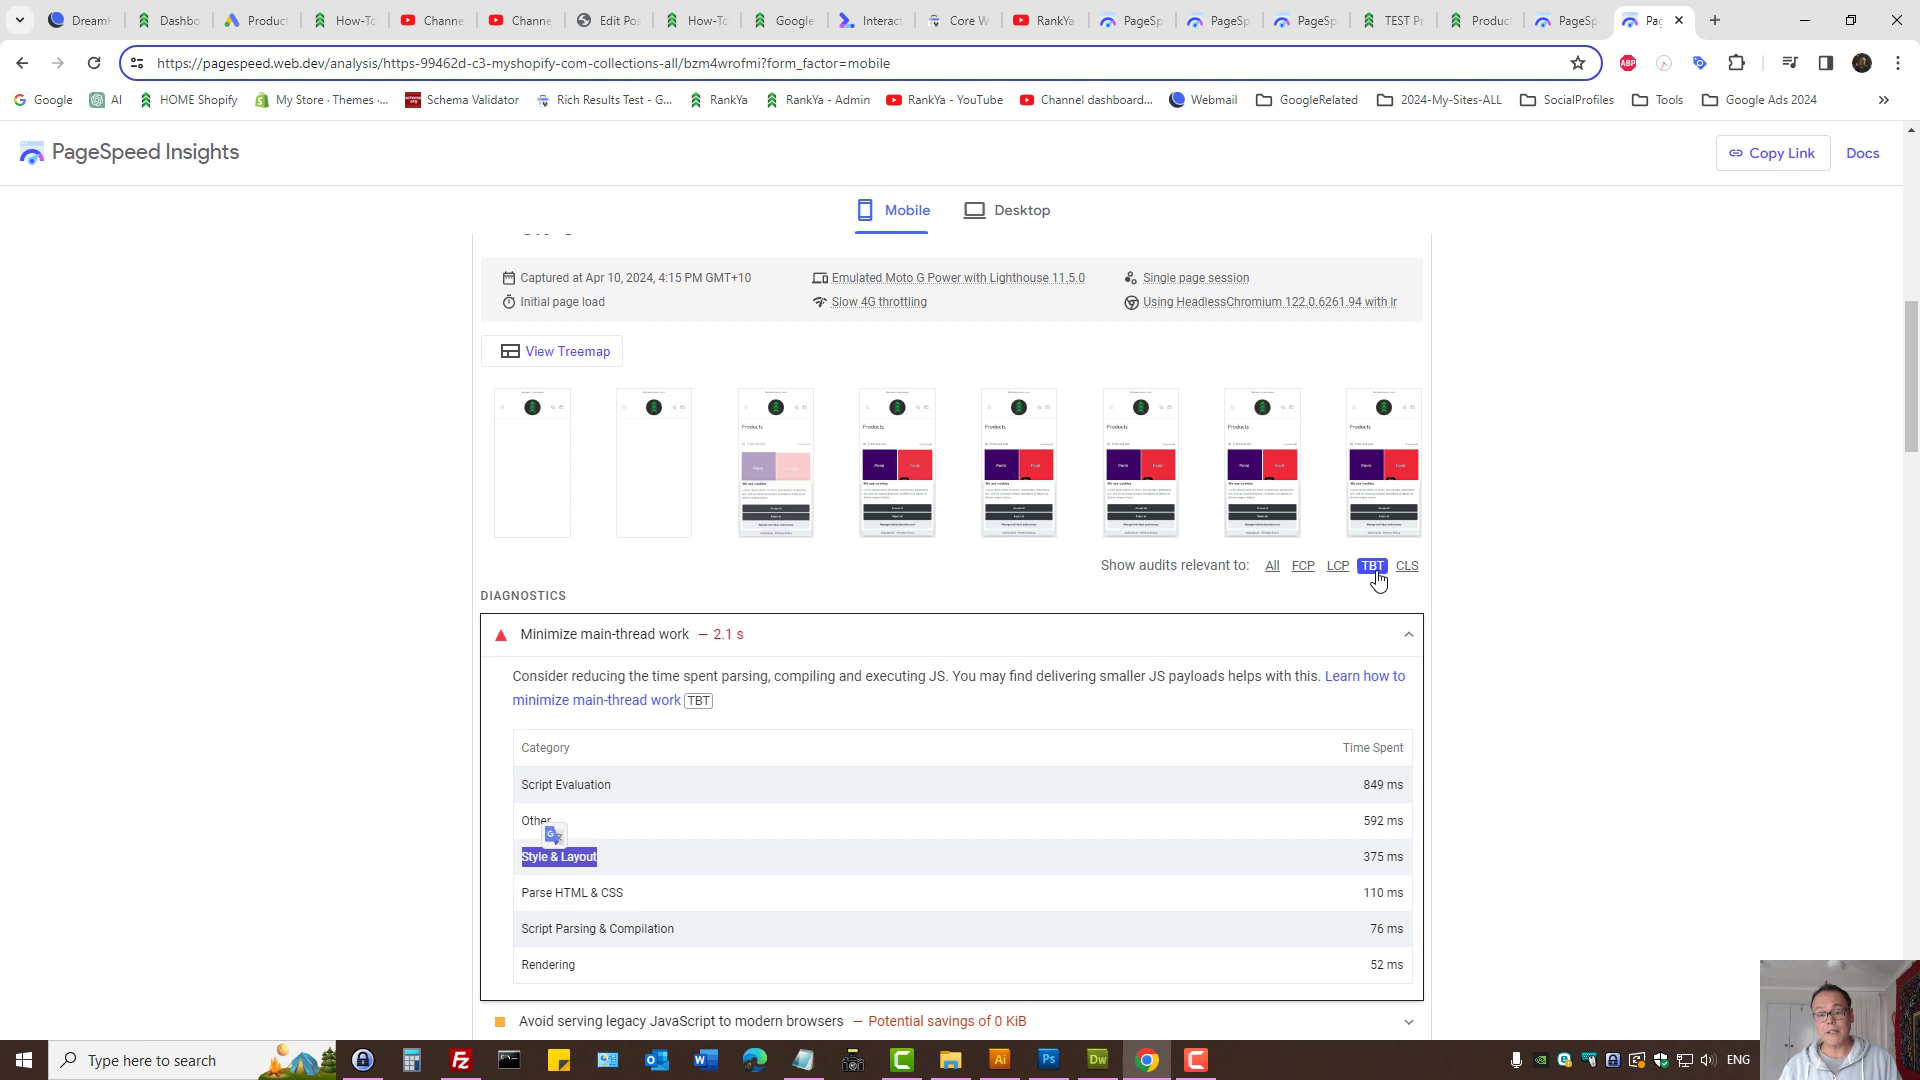 DreamH
Dashbo
Product
How-To
Channe
Channe
Edit Pos
How-To
Google
Interact
Core W
RankYa
PageSp
PageSp
PageSp
TEST Pr
Produc
PageSp
Pag
https://pagespeed.web.dev/analysis/https-99462d-c3-myshopify-com-collections-all/bzm4wrofmi?form_factor=mobile
ABP
Google
AI
HOME Shopify
My Store · Themes ·...
Schema Validator
Rich Results Test - G...
RankYa
RankYa - Admin
RankYa - YouTube
Channel dashboard...
Webmail
GoogleRelated
2024-My-Sites-ALL
SocialProfiles
Tools
Google Ads 2024
PageSpeed Insights
Copy Link
Docs
Mobile
Desktop
Captured at Apr 10, 2024, 4:15 PM GMT+10
Emulated Moto G Power with Lighthouse 11.5.0
Single page session
Initial page load
Slow 4G throttling
Using HeadlessChromium 122.0.6261.94 with lr
View Treemap
Products
Products
Products
Products
Products
Products
Show audits relevant to: All FCP LCP TBT CLS
DIAGNOSTICS
Minimize main-thread work — 2.1 s
Consider reducing the time spent parsing, compiling and executing JS. You may find delivering smaller JS payloads helps with this. Learn how to
minimize main-thread work TBT
Category Time Spent
Script Evaluation 849 ms
Other 592 ms
Style & Layout 375 ms
Parse HTML & CSS 110 ms
Script Parsing & Compilation 76 ms
Rendering 52 ms
Avoid serving legacy JavaScript to modern browsers — Potential savings of 0 KiB
Type here to search
ENG